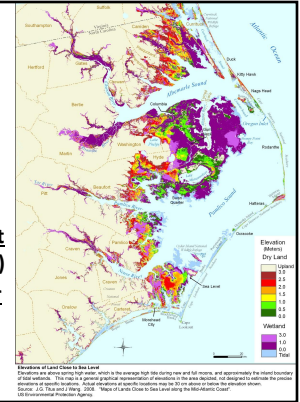 Suffolk
Southampton
Camden
Currituck
Atlantic
Ocean
Gates
Hertford
Duck
Kitty Hawk
Nags Head
Albemarle Sound
Bertie
Columbia
Washington
Martin
Hyde
Rodanthe
Beaufort
Pitt
Swan
Quarter
Pamlico Sound
Hatteras
Craven
Pamlico
Ocracoke
Jones
Craven
Sea Level
Onslow
Carteret
Morehead
City
Cape
Lookout
t
)
Elevation
(Meters)
Dry Land
Upland
3.0
2.5
2.0
1.5
1.0
0.5
0.0
Wetland
3.0
1.0
Tidal
Elevations of Land Close to Sea Level
Elevations are above spring high water, which is the average high tide during new and full moons, and approximately the inland boundary
of tidal wetlands. This map is a general graphical representation of elevations in the area depicted, not designed to estimate the precise
elevations at specific locations. Actual elevations at specific locations may be 30 cm above or below the elevation shown.
Source: J.G. Titus and J. Wang. 2008. "Maps of Lands Close to Sea Level along the Mid-Atlantic Coast".
US Environmental Protection Agency.